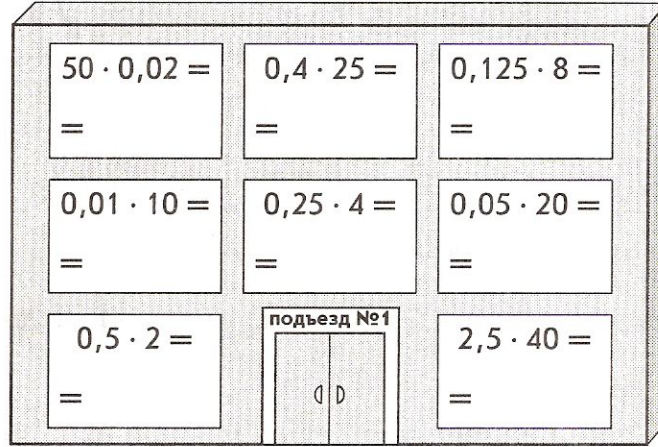 50 · 0,02 =
=
0,4 · 25 =
=
0,125 · 8 =
=
0,01 · 10 =
=
0,25 · 4 =
=
0,05 · 20 =
=
0,5 · 2 =
=
подъезд №1
2,5 · 40 =
=